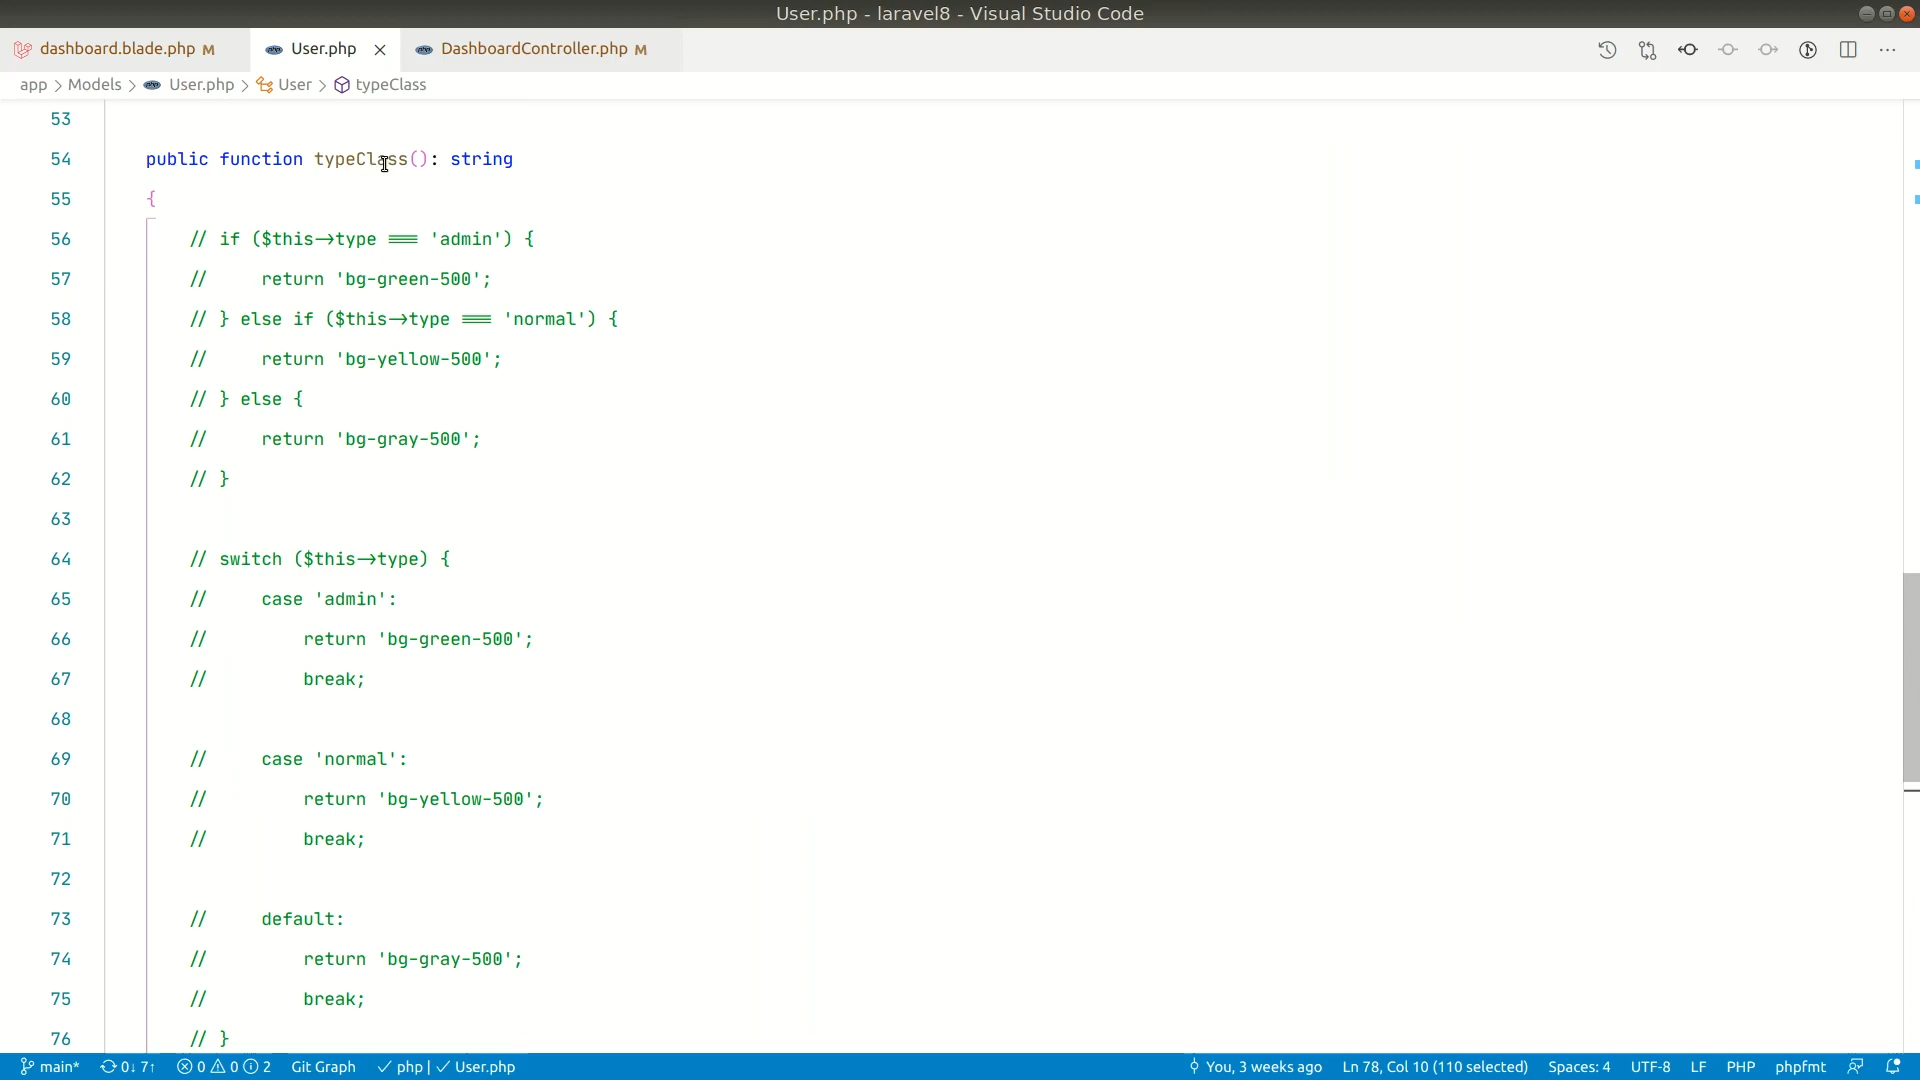 User.php - laravel8 - Visual Studio Code
dashboard.blade.php M
User.php
DashboardController.php M
app > Models > User.php > User > typeClass
53
54 public function typeClass(): string
55 {
56 // if ($this->type === 'admin') {
57 // return 'bg-green-500';
58 // } else if ($this->type === 'normal') {
59 // return 'bg-yellow-500';
60 // } else {
61 // return 'bg-gray-500';
62 // }
63
64 // switch ($this->type) {
65 // case 'admin':
66 // return 'bg-green-500';
67 // break;
68
69 // case 'normal':
70 // return 'bg-yellow-500';
71 // break;
72
73 // default:
74 // return 'bg-gray-500';
75 // break;
76 // }
main* 0↓ 7↑ 0 0 2 Git Graph ✓ php | ✓ User.php You, 3 weeks ago Ln 78, Col 10 (110 selected) Spaces: 4 UTF-8 LF PHP phpfmt